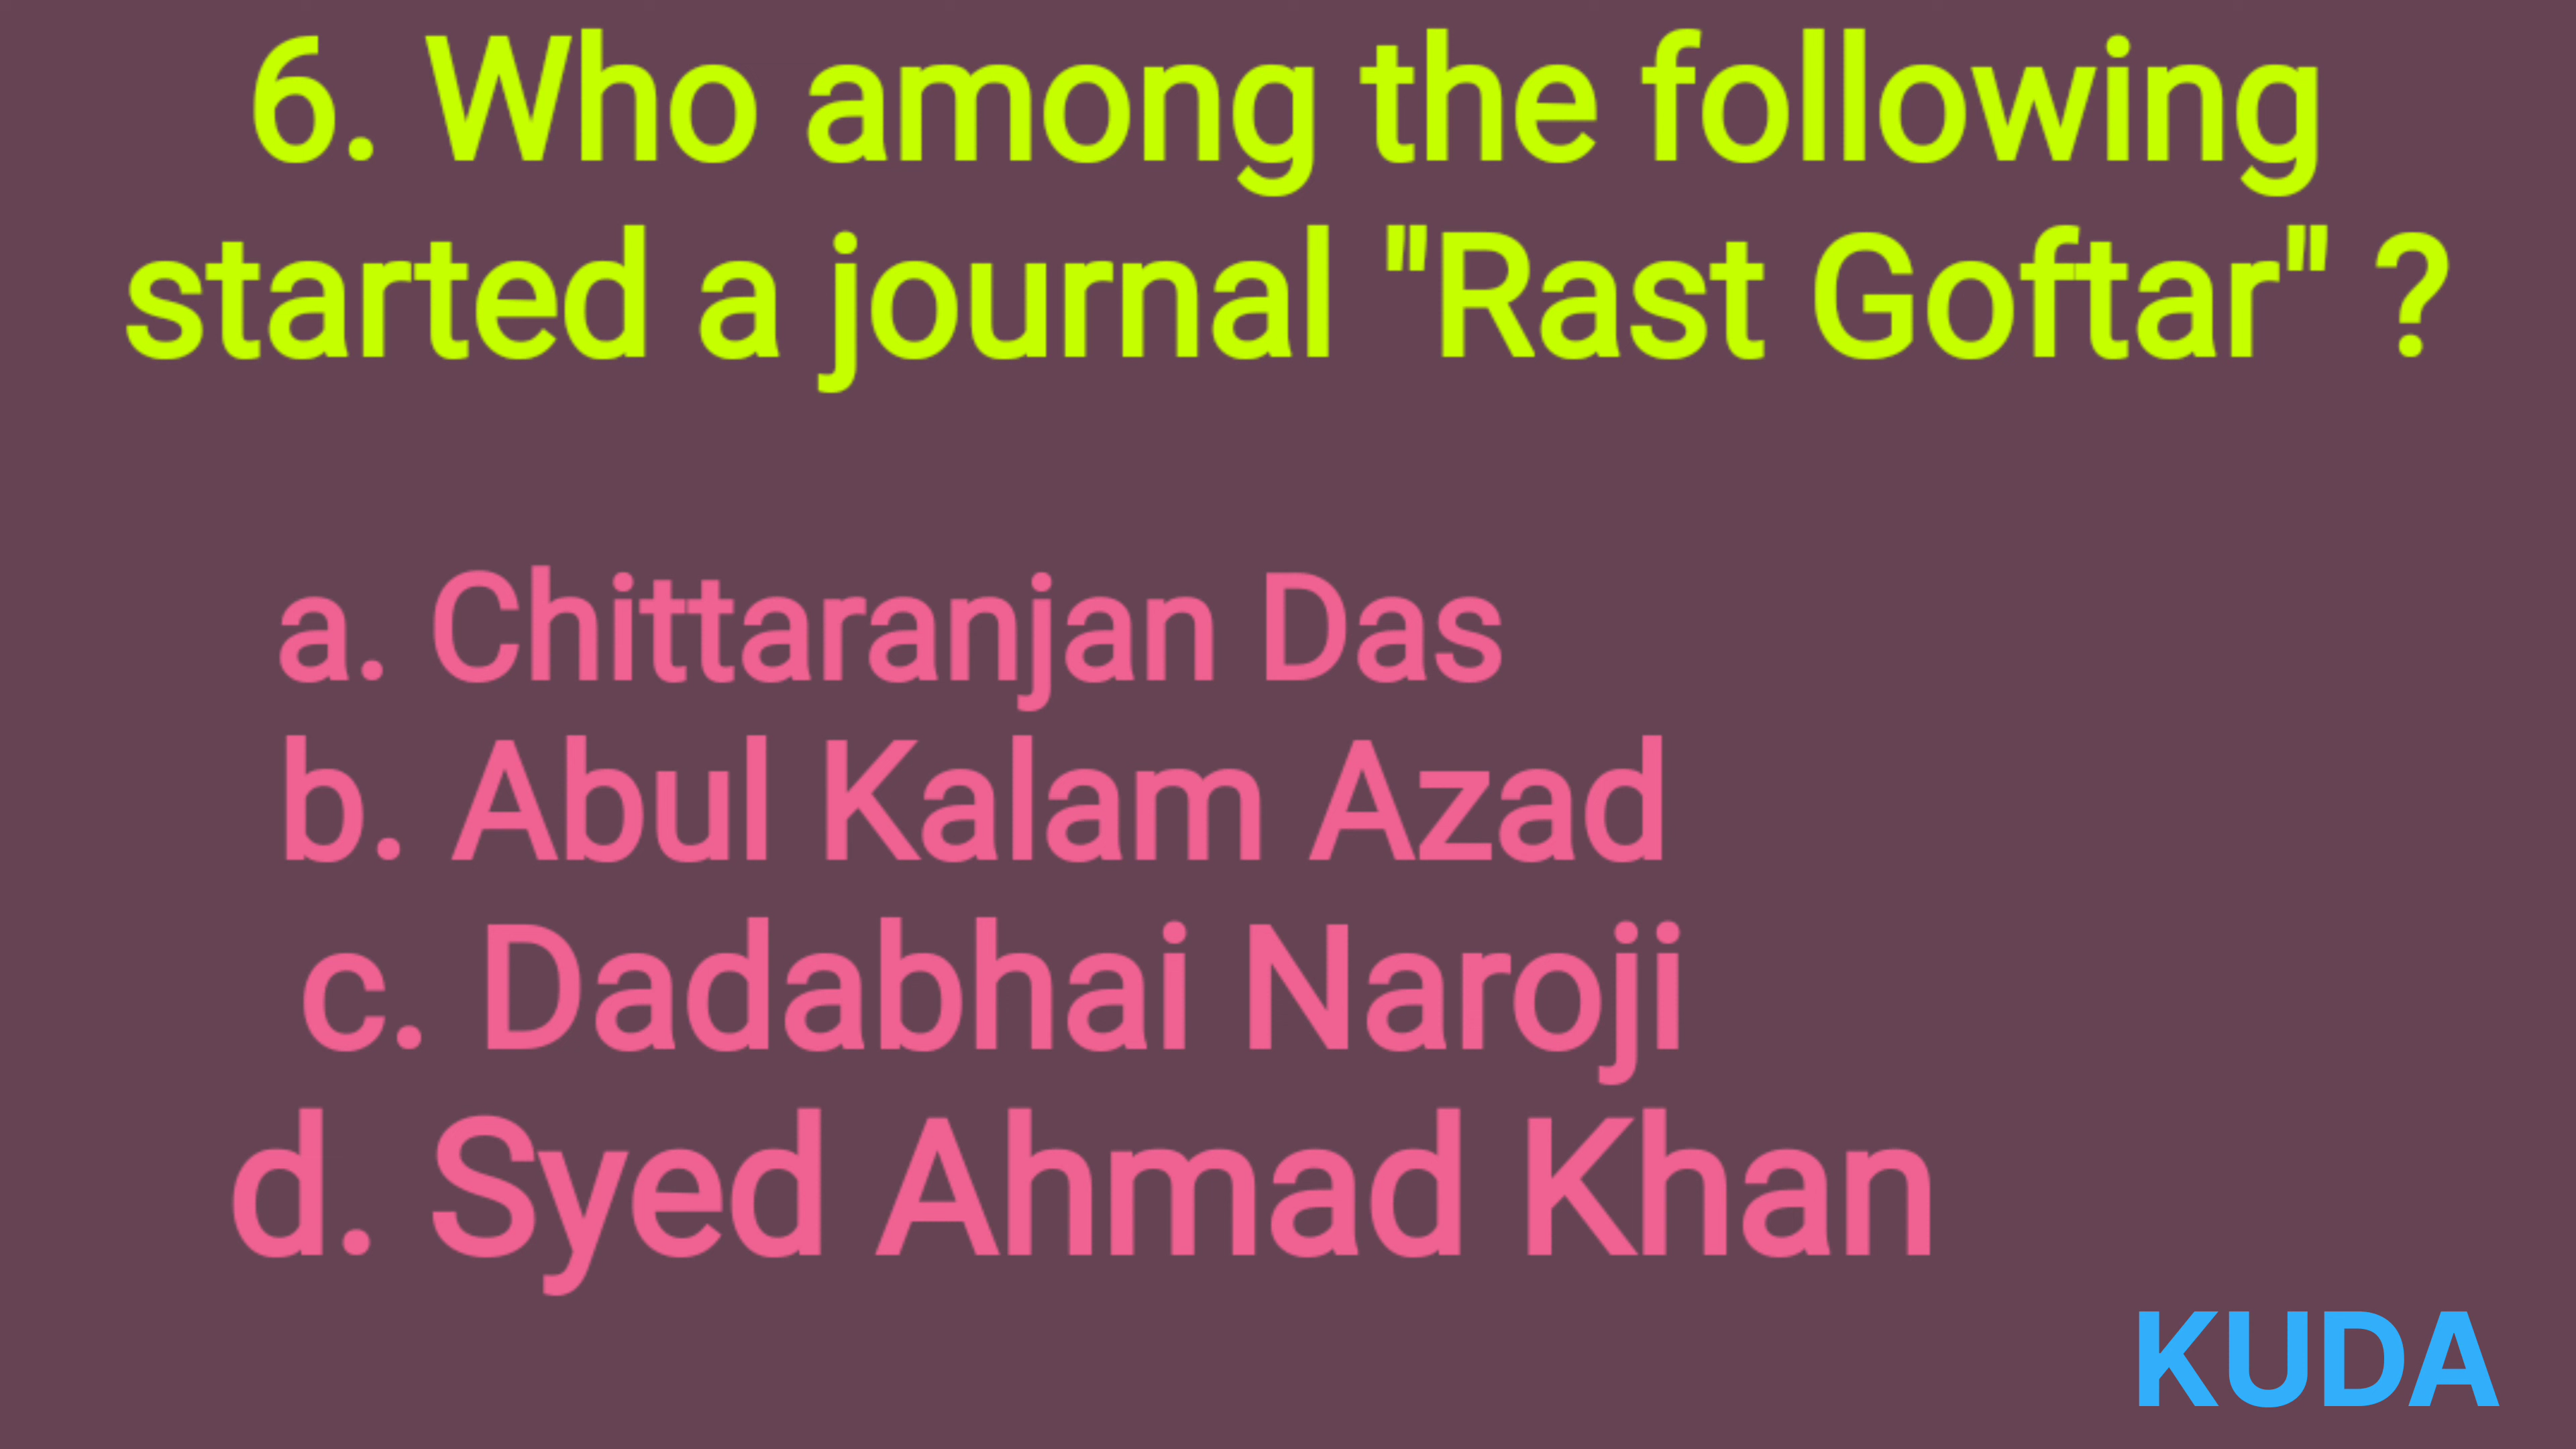 6. Who among the following
started a journal "Rast Goftar" ?
a. Chittaranjan Das
b. Abul Kalam Azad
c. Dadabhai Naroji
d. Syed Ahmad Khan
KUDA